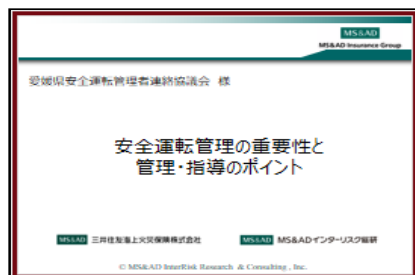 MS&AD
MS&AD Insurance Group
愛媛県安全運転管理者連絡協議会 様
安全運転管理の重要性と
管理・指導のポイント
MS&AD 三井住友海上火災保険株式会社
MS&AD MS&ADインターリスク総研
© MS&AD InterRisk Research & Consulting, Inc.